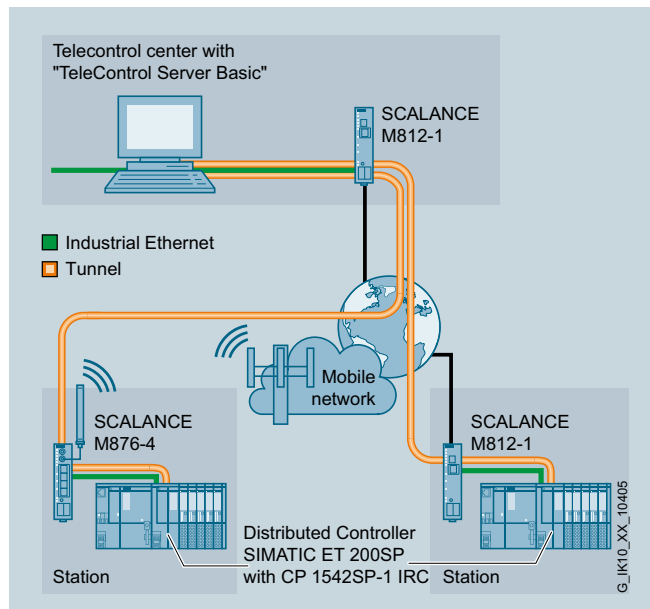 Telecontrol center with
"TeleControl Server Basic"
SCALANCE
M812-1
Industrial Ethernet
Tunnel
Mobile
network
SCALANCE
M876-4
SCALANCE
M812-1
Distributed Controller
SIMATIC ET 200SP
with CP 1542SP-1 IRC
Station
Station
G_IK10_XX_10405